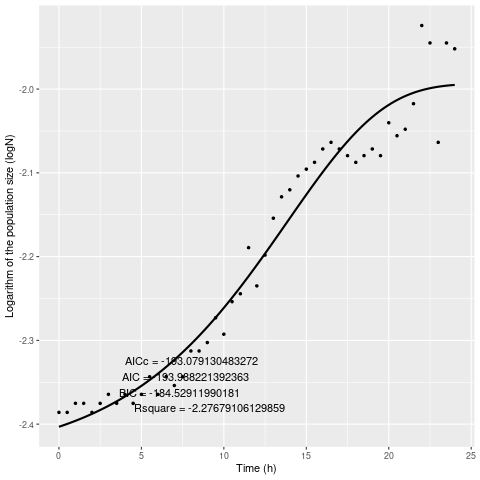 Logarithm of the population size (logN)
-2.0
-2.1
-2.2
-2.3
-2.4
AICc = -193.079130483272
AIC = -193.988221392363
BIC = -184.52911990181
Rsquare = -2.27679106129859
0 5 10 15 20 25
Time (h)